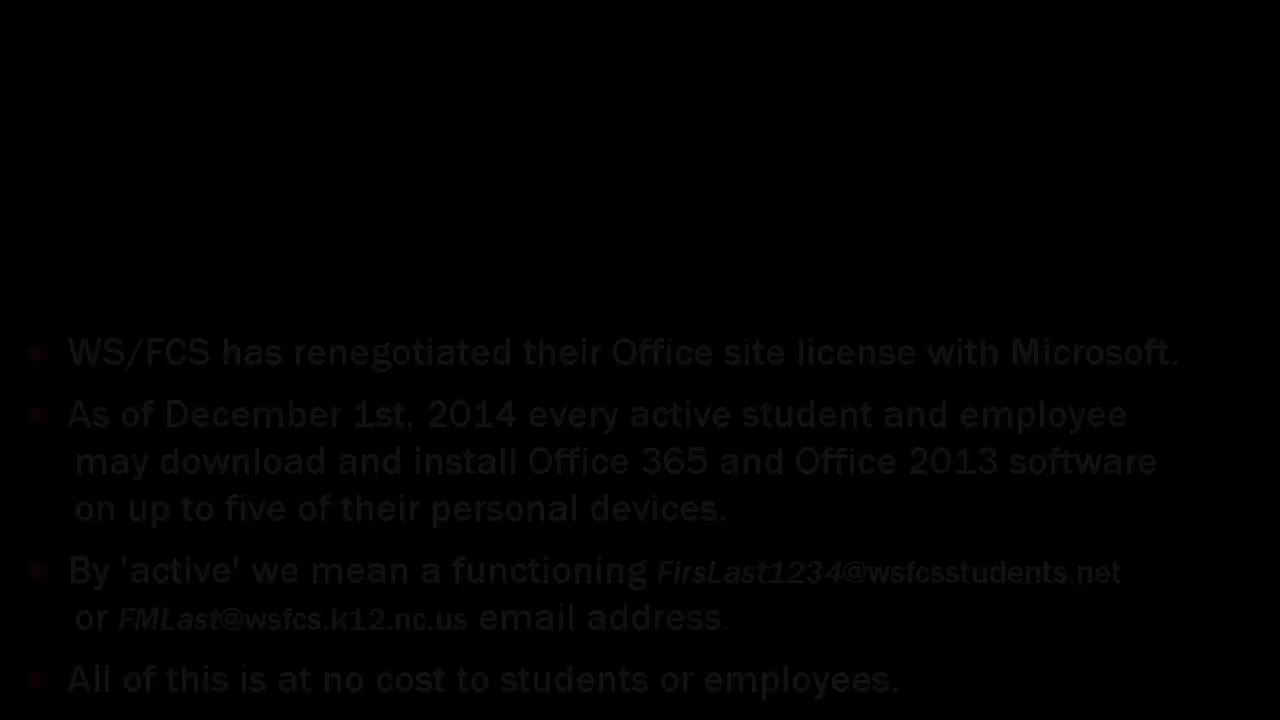 WS/FCS has renegotiated their Office site license with Microsoft.
As of December 1st, 2014 every active student and employee
may download and install Office 365 and Office 2013 software
on up to five of their personal devices.
By 'active' we mean a functioning FirsLast1234@wsfcsstudents.net
or FMLast@wsfcs.k12.nc.us email address.
All of this is at no cost to students or employees.